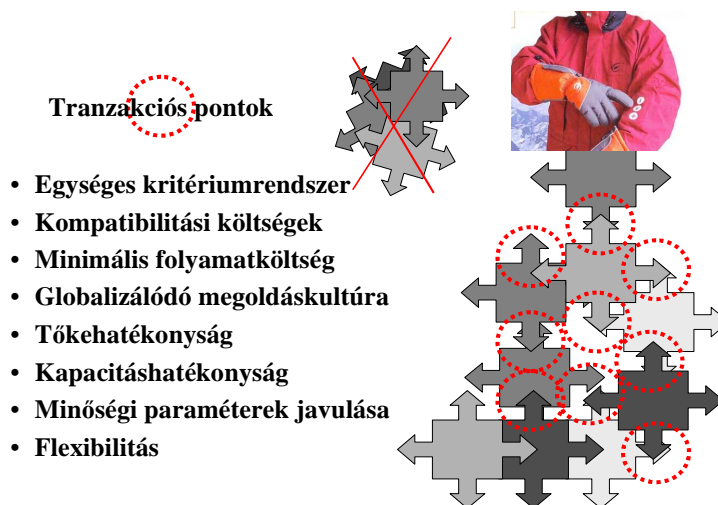 Tranzakciós pontok
• Egységes kritériumrendszer
• Kompatibilitási költségek
• Minimális folyamatköltség
• Globalizálódó megoldáskultúra
• Tőkehatékonyság
• Kapacitáshatékonyság
• Minőségi paraméterek javulása
• Flexibilitás